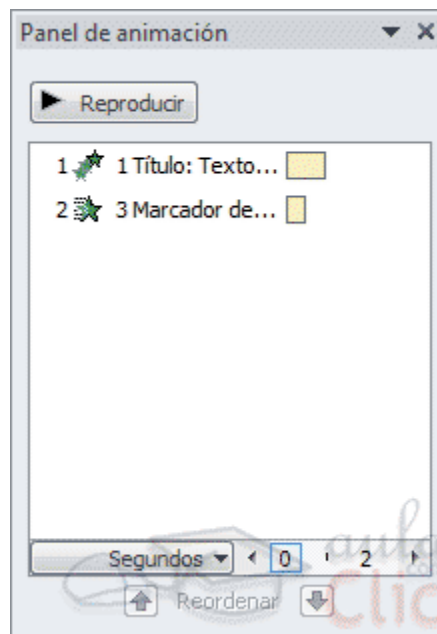 Panel de animación
Reproducir
1 1 Título: Texto...
2 3 Marcador de...
Segundos 0 2
Reordenar
aula
Clic